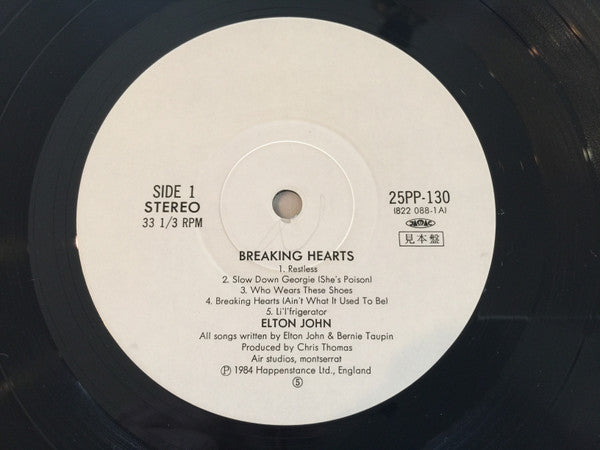 SIDE 1
STEREO
33 1/3 RPM
25PP-130
(822 088-1A)
見本盤
BREAKING HEARTS
1. Restless
2. Slow Down Georgie (She's Poison)
3. Who Wears These Shoes
4. Breaking Hearts (Ain't What It Used To Be)
5. Li'l'frigerator
ELTON JOHN
All songs written by Elton John & Bernie Taupin
Produced by Chris Thomas
Air studios, montserrat
Ⓟ 1984 Happenstance Ltd., England
⑤